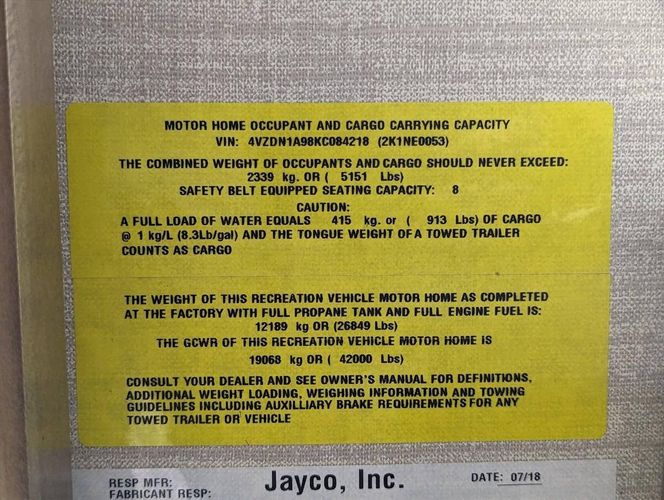 MOTOR HOME OCCUPANT AND CARGO CARRYING CAPACITY
VIN: 4VZDN1A98KC084218 (2K1NE0053)
THE COMBINED WEIGHT OF OCCUPANTS AND CARGO SHOULD NEVER EXCEED:
2339 kg. OR ( 5151 Lbs)
SAFETY BELT EQUIPPED SEATING CAPACITY: 8
CAUTION:
A FULL LOAD OF WATER EQUALS 415 kg. or ( 913 Lbs) OF CARGO
@ 1 kg/L (8.3Lb/gal) AND THE TONGUE WEIGHT OF A TOWED TRAILER
COUNTS AS CARGO
THE WEIGHT OF THIS RECREATION VEHICLE MOTOR HOME AS COMPLETED
AT THE FACTORY WITH FULL PROPANE TANK AND FULL ENGINE FUEL IS:
12189 kg OR (26849 Lbs)
THE GCWR OF THIS RECREATION VEHICLE MOTOR HOME IS
19068 kg OR ( 42000 Lbs)
CONSULT YOUR DEALER AND SEE OWNER'S MANUAL FOR DEFINITIONS,
ADDITIONAL WEIGHT LOADING, WEIGHING INFORMATION AND TOWING
GUIDELINES INCLUDING AUXILLIARY BRAKE REQUIREMENTS FOR ANY
TOWED TRAILER OR VEHICLE
RESP MFR: Jayco, Inc. DATE: 07/18
FABRICANT RESP: